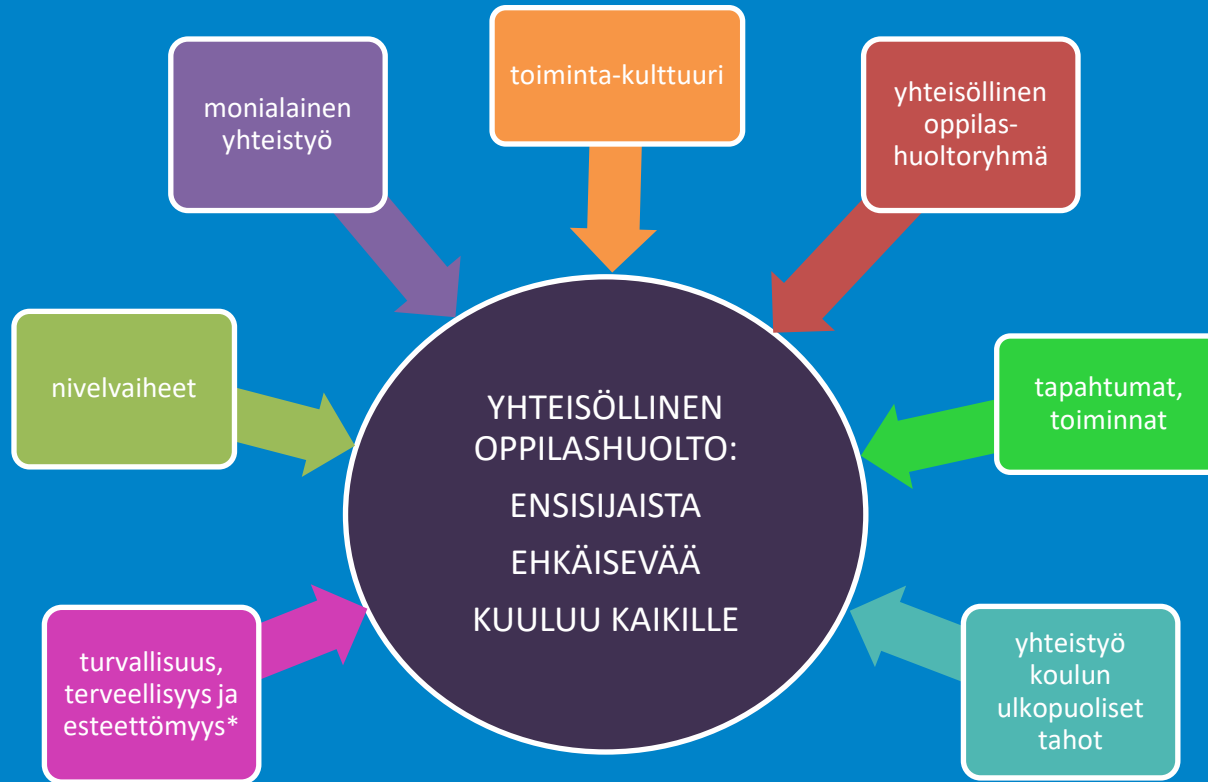 toiminta-kulttuuri
monialainen
yhteistyö
yhteisöllinen
oppilas-
huoltoryhmä
nivelvaiheet
tapahtumat,
toiminnat
YHTEISÖLLINEN
OPPILASHUOLTO:
ENSISIJAISTA
EHKÄISEVÄÄ
KUULUU KAIKILLE
turvallisuus,
terveellisyys ja
esteettömyys*
yhteistyö
koulun
ulkopuoliset
tahot